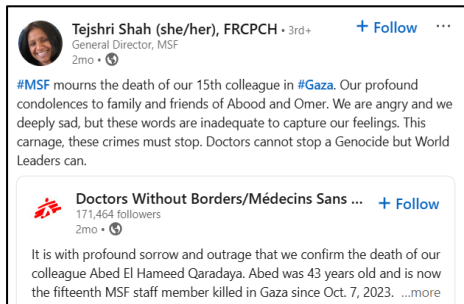 Tejshri Shah (she/her), FRCPCH • 3rd+
+ Follow ...
General Director, MSF
2mo •
#MSF mourns the death of our 15th colleague in #Gaza. Our profound
condolences to family and friends of Abood and Omer. We are angry and we
deeply sad, but these words are inadequate to capture our feelings. This
carnage, these crimes must stop. Doctors cannot stop a Genocide but World
Leaders can.
Doctors Without Borders/Médecins Sans ...
+ Follow
171,464 followers
2mo •
It is with profound sorrow and outrage that we confirm the death of our
colleague Abed El Hameed Qaradaya. Abed was 43 years old and is now
the fifteenth MSF staff member killed in Gaza since Oct. 7, 2023. ...more